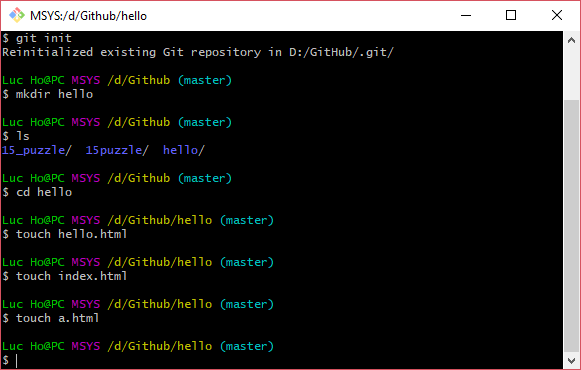 MSYS:/d/Github/hello
$ git init
Reinitialized existing Git repository in D:/GitHub/.git/
Luc Ho@PC MSYS /d/Github (master)
$ mkdir hello
Luc Ho@PC MSYS /d/Github (master)
$ ls
15_puzzle/  15puzzle/  hello/
Luc Ho@PC MSYS /d/Github (master)
$ cd hello
Luc Ho@PC MSYS /d/Github/hello (master)
$ touch hello.html
Luc Ho@PC MSYS /d/Github/hello (master)
$ touch index.html
Luc Ho@PC MSYS /d/Github/hello (master)
$ touch a.html
Luc Ho@PC MSYS /d/Github/hello (master)
$